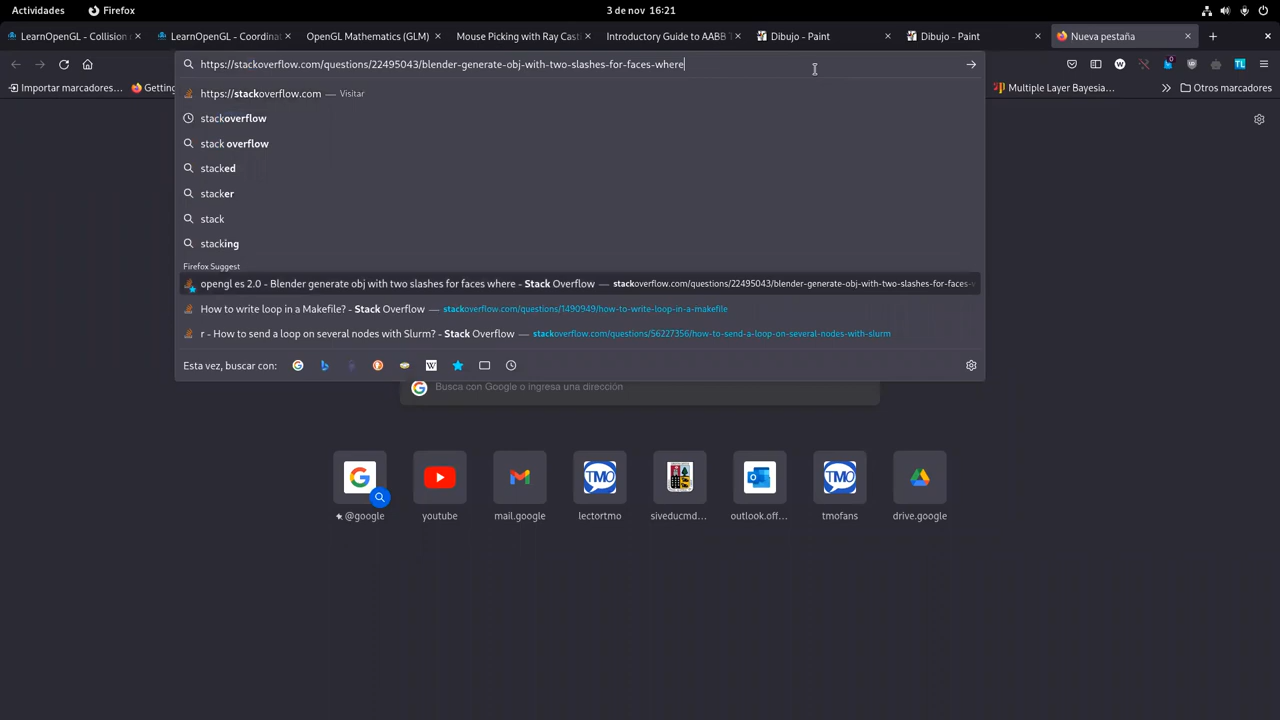 Actividades
Firefox
3 de nov 16:21
LearnOpenGL - Collision
LearnOpenGL - Coordinat
OpenGL Mathematics (GLM)
Mouse Picking with Ray Casti
Introductory Guide to AABB T
Dibujo - Paint
Dibujo - Paint
Nueva pestaña
https://stackoverflow.com/questions/22495043/blender-generate-obj-with-two-slashes-for-faces-where
Importar marcadores...
Getting
Multiple Layer Bayesia...
Otros marcadores
https://stackoverflow.com — Visitar
stackoverflow
stack overflow
stacked
stacker
stack
stacking
Firefox Suggest
opengl es 2.0 - Blender generate obj with two slashes for faces where - Stack Overflow — stackoverflow.com/questions/22495043/blender-generate-obj-with-two-slashes-for-faces-
How to write loop in a Makefile? - Stack Overflow — stackoverflow.com/questions/1490949/how-to-write-loop-in-a-makefile
r - How to send a loop on several nodes with Slurm? - Stack Overflow — stackoverflow.com/questions/56227356/how-to-send-a-loop-on-several-nodes-with-slurm
Esta vez, buscar con:
Busca con Google o ingresa una dirección
TMO
TMO
@google
youtube
mail.google
lectortmo
siveducmd...
outlook.off...
tmofans
drive.google